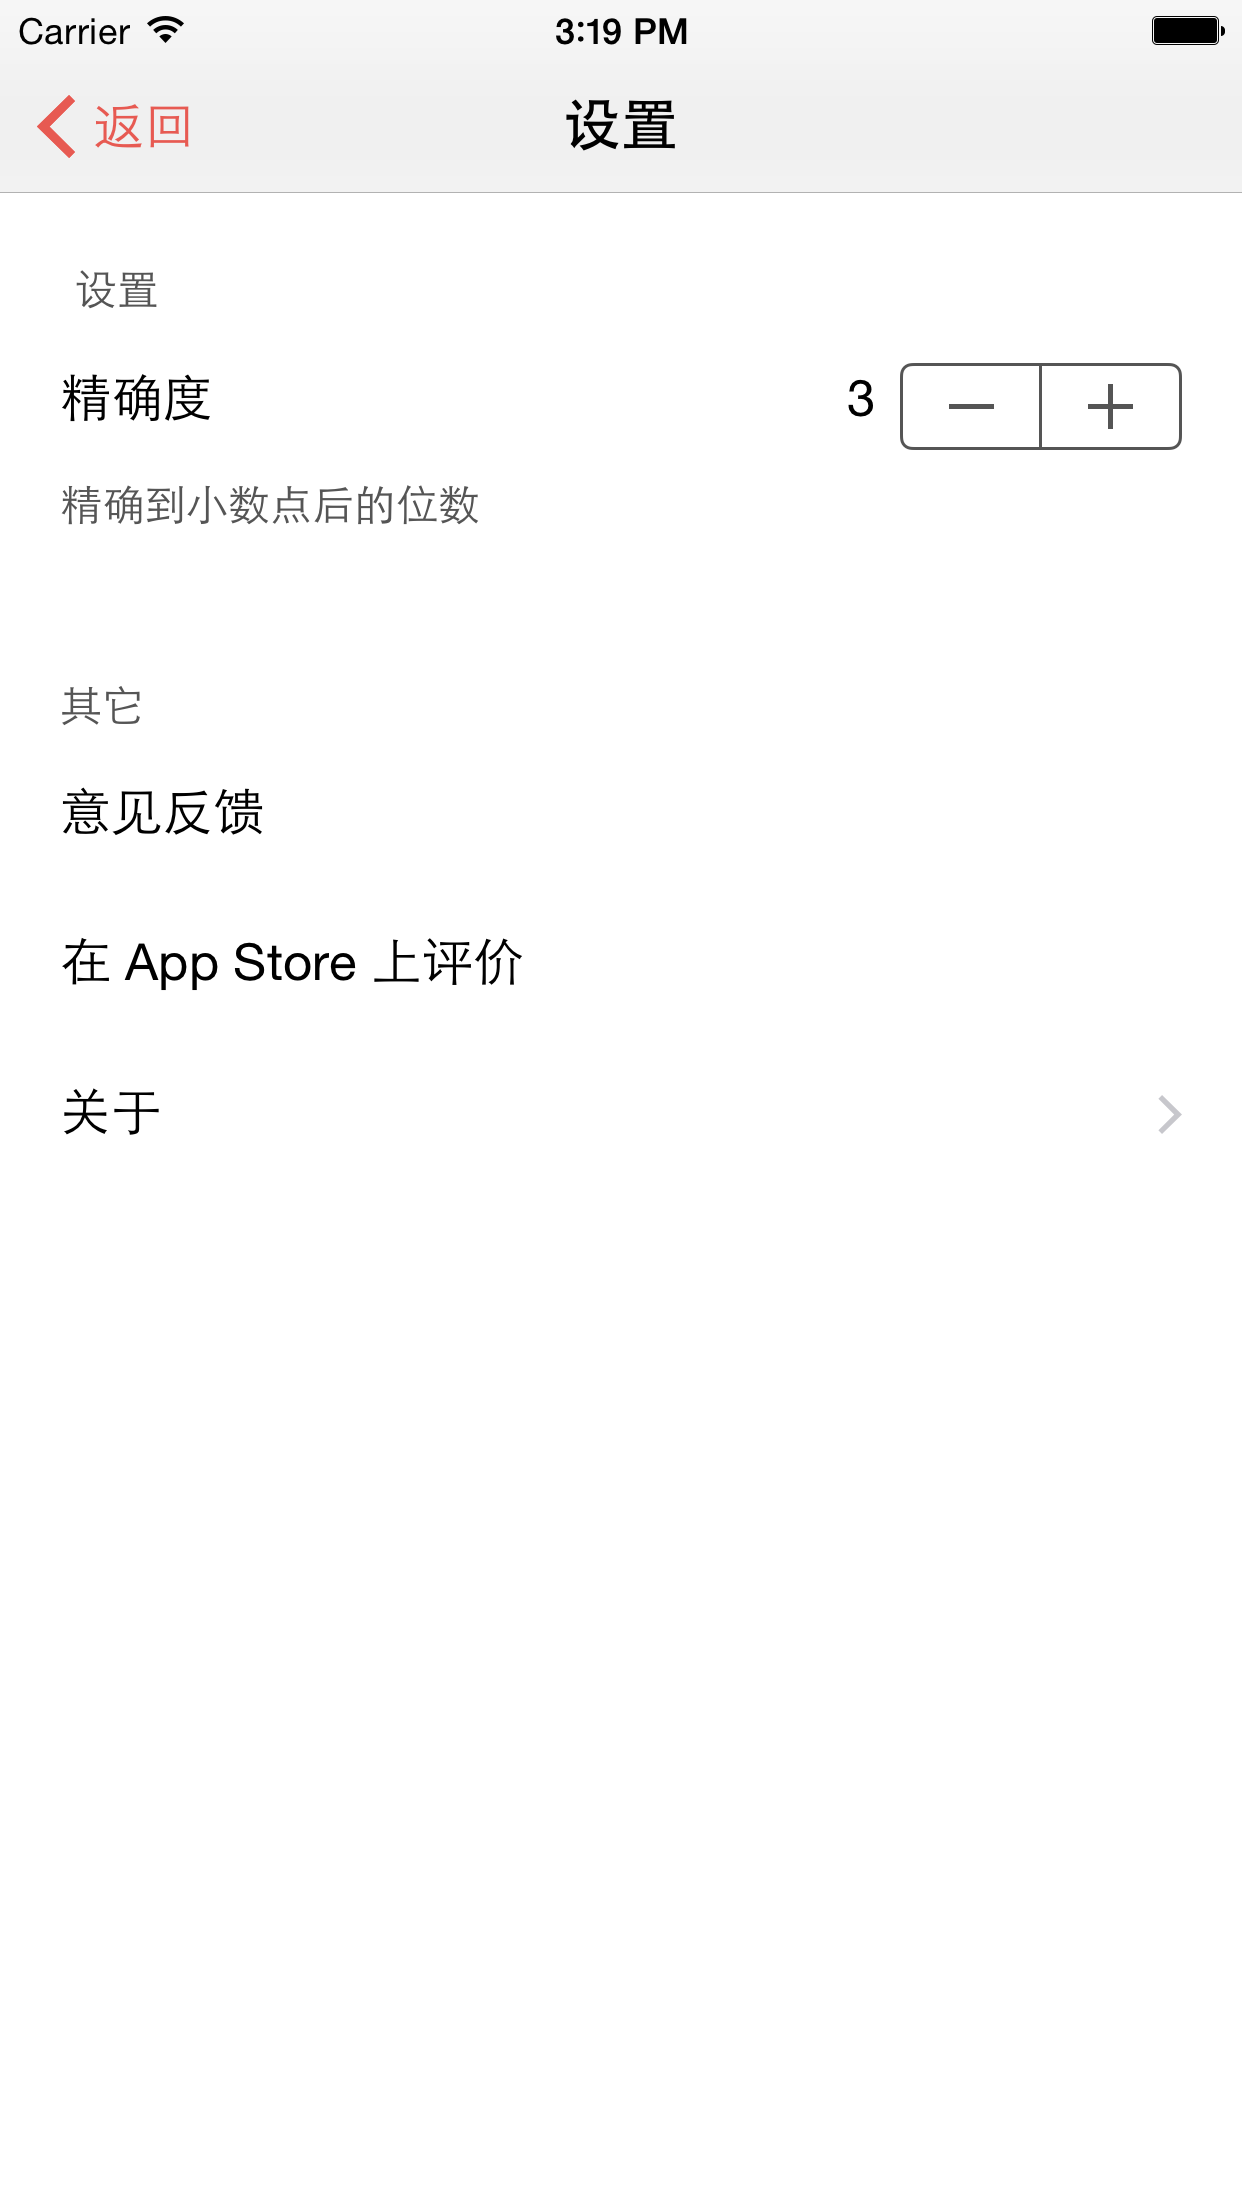 Carrier 3:19 PM
返回 设置
设置
精确度 3
精确到小数点后的位数
其它
意见反馈
在 App Store 上评价
关于